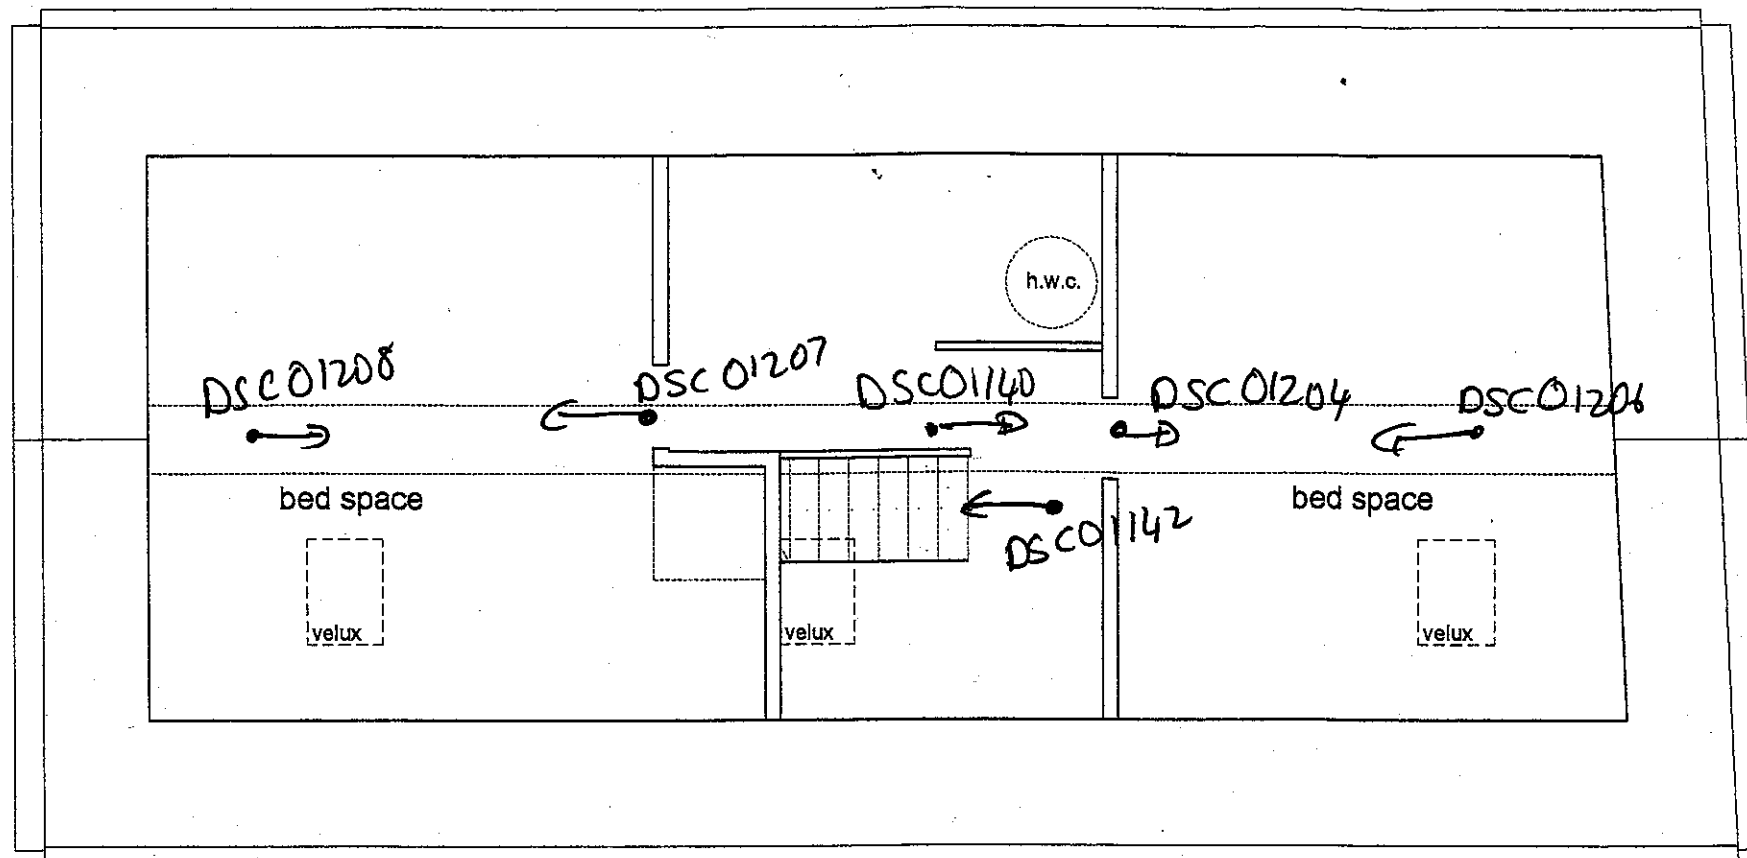 h.w.c.
DSC01208
DSC01207
DSC01140
DSC01204
DSC01206
bed space
bed space
DSC01142
velux
velux
velux